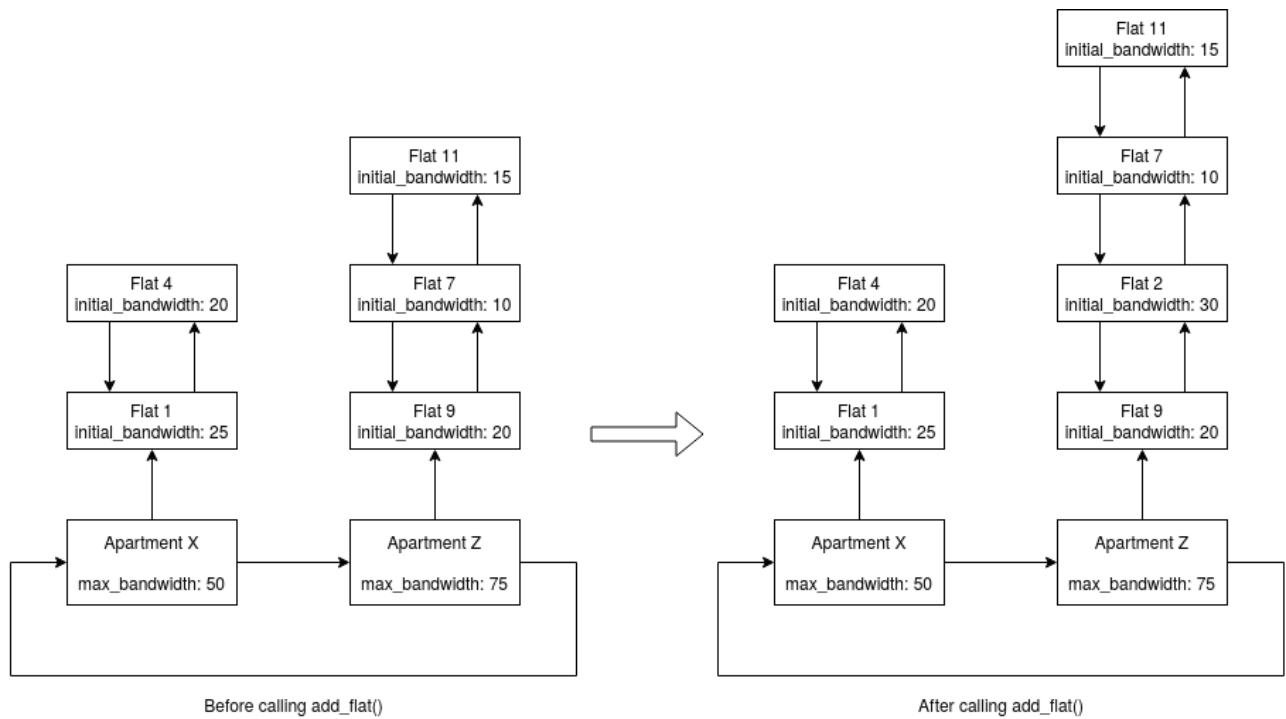 Flat 11
initial_bandwidth: 15
Flat 7
initial_bandwidth: 10
Flat 9
initial_bandwidth: 20
Flat 4
initial_bandwidth: 20
Flat 1
initial_bandwidth: 25
Apartment X
max_bandwidth: 50
Apartment Z
max_bandwidth: 75
Before calling add_flat()
Flat 11
initial_bandwidth: 15
Flat 7
initial_bandwidth: 10
Flat 2
initial_bandwidth: 30
Flat 9
initial_bandwidth: 20
Flat 4
initial_bandwidth: 20
Flat 1
initial_bandwidth: 25
Apartment X
max_bandwidth: 50
Apartment Z
max_bandwidth: 75
After calling add_flat()